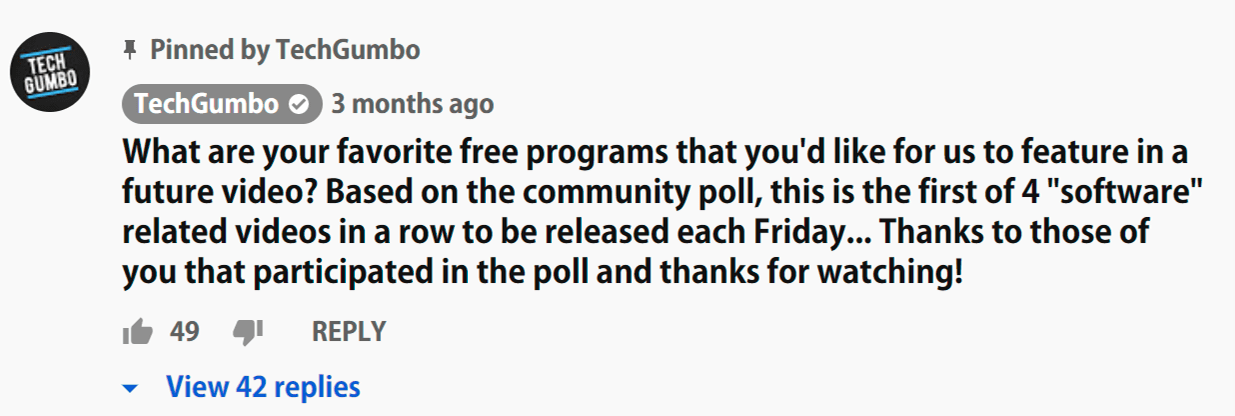 TECH
GUMBO
Pinned by TechGumbo
TechGumbo 3 months ago
What are your favorite free programs that you'd like for us to feature in a
future video? Based on the community poll, this is the first of 4 "software"
related videos in a row to be released each Friday... Thanks to those of
you that participated in the poll and thanks for watching!
49 REPLY
View 42 replies